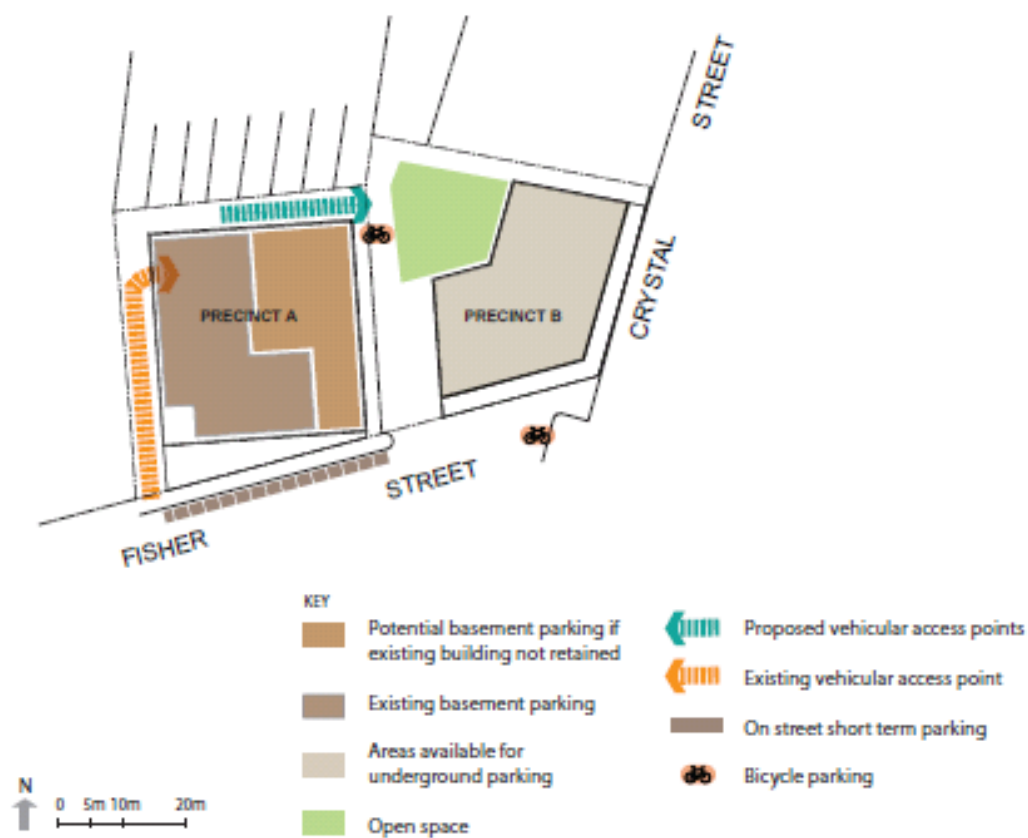 STREET
CRYSTAL
PRECINCT A
PRECINCT B
STREET
FISHER
KEY
Potential basement parking if
existing building not retained
Existing basement parking
Areas available for
underground parking
Open space
Proposed vehicular access points
Existing vehicular access point
On street short term parking
Bicycle parking
N
0 5m 10m 20m